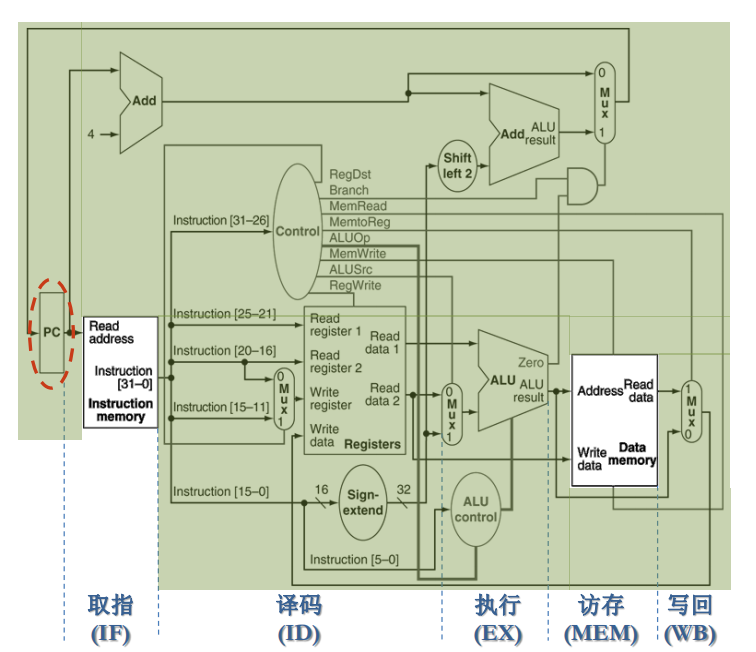 Add
4
Add
ALU
result
0
M
u
x
1
Shift
left 2
RegDst
Branch
MemRead
MemtoReg
ALUOp
MemWrite
ALUSrc
RegWrite
Control
Instruction [31–26]
PC
Read
address
Instruction
[31–0]
Instruction
memory
Instruction [25–21]
Instruction [20–16]
Instruction [15–11]
0
M
u
x
1
Read
register 1
Read
register 2
Write
register
Write
data
Read
data 1
Read
data 2
Registers
0
M
u
x
1
Zero
ALU
ALU
result
Address
Read
data
Write
data
Data
memory
1
M
u
x
0
Instruction [15–0]
16
Sign-
extend
32
ALU
control
Instruction [5–0]
取指
(IF)
译码
(ID)
执行
(EX)
访存
(MEM)
写回
(WB)